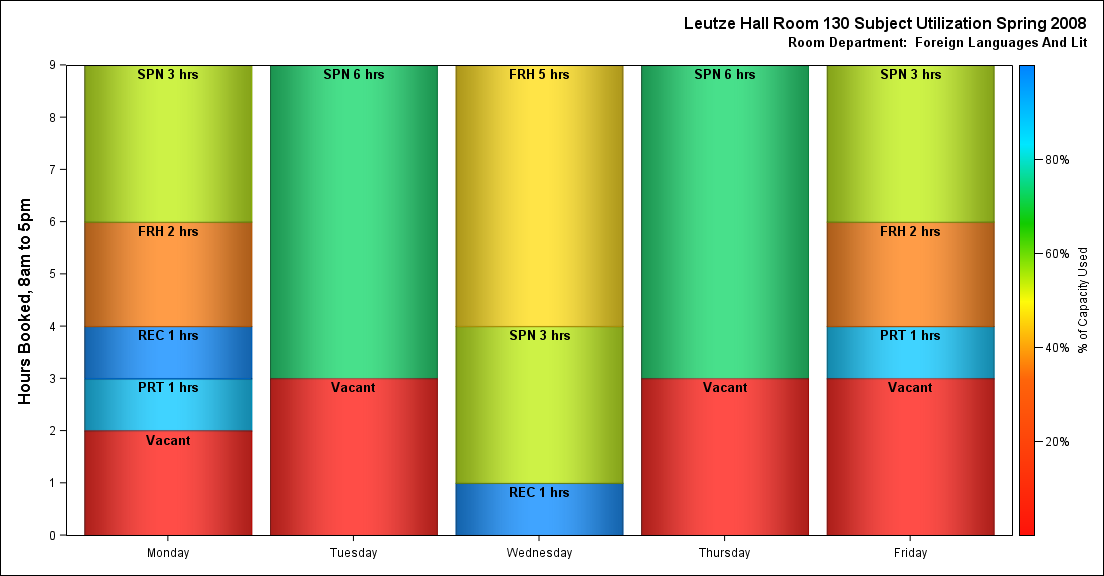 Leutze Hall Room 130 Subject Utilization Spring 2008
Room Department:  Foreign Languages And Lit
Hours Booked, 8am to 5pm
9
8
7
6
5
4
3
2
1
0
SPN 3 hrs
FRH 2 hrs
REC 1 hrs
PRT 1 hrs
Vacant
SPN 6 hrs
Vacant
FRH 5 hrs
SPN 3 hrs
REC 1 hrs
SPN 6 hrs
Vacant
SPN 3 hrs
FRH 2 hrs
PRT 1 hrs
Vacant
Monday
Tuesday
Wednesday
Thursday
Friday
80%
60%
40%
20%
% of Capacity Used